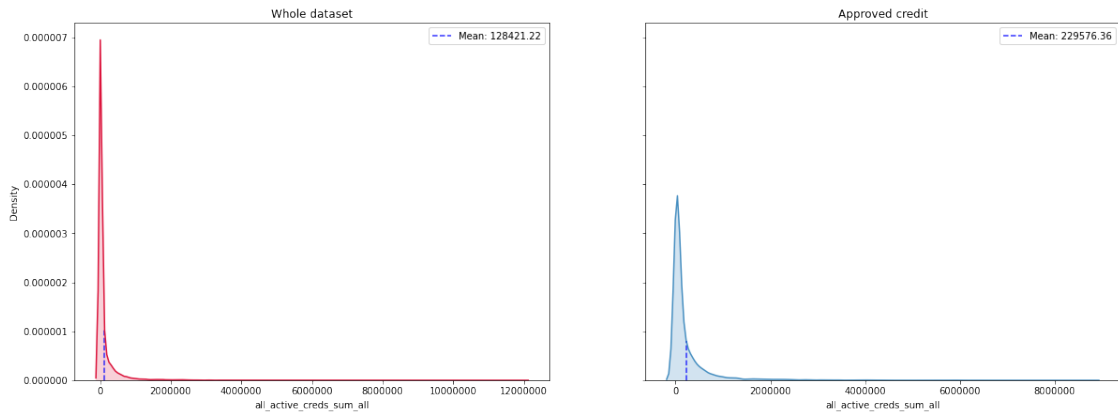 Whole dataset
Mean: 128421.22
0.000007
0.000006
0.000005
0.000004
0.000003
0.000002
0.000001
0.000000
Density
0 2000000 4000000 6000000 8000000 10000000 12000000
all_active_creds_sum_all
Approved credit
Mean: 229576.36
0 2000000 4000000 6000000 8000000
all_active_creds_sum_all